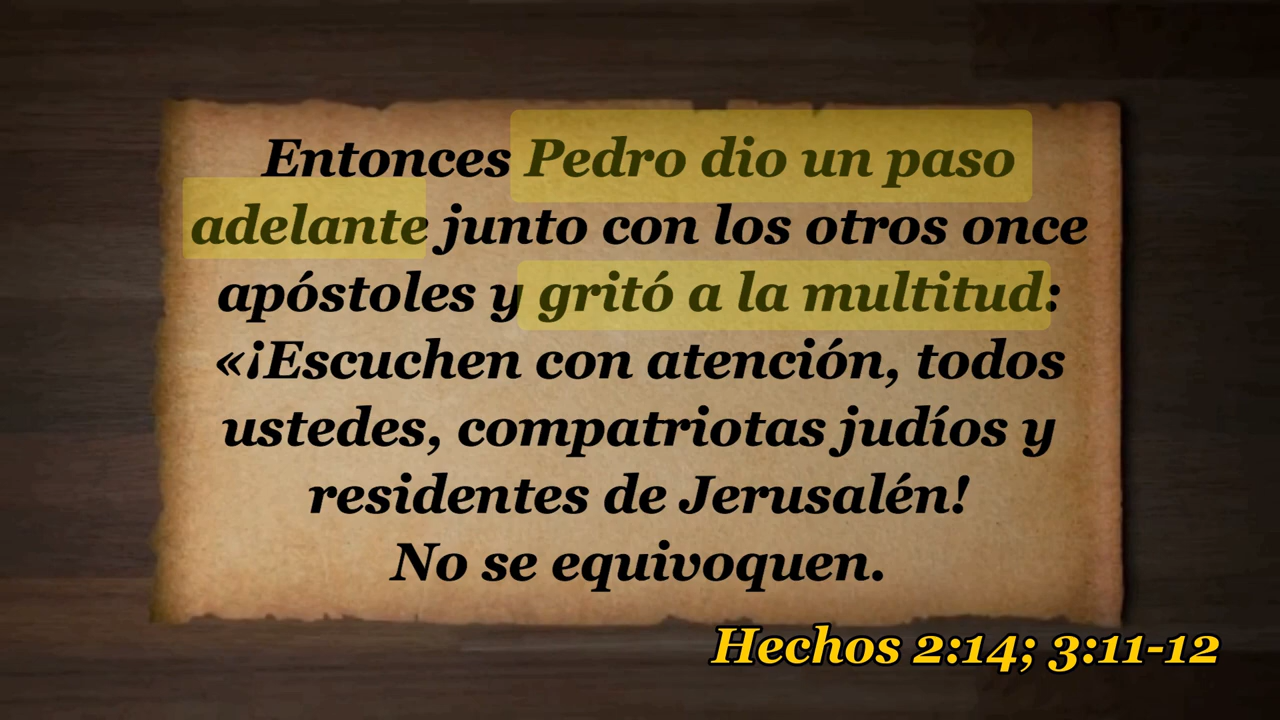 Entonces Pedro dio un paso
adelante junto con los otros once
apóstoles y gritó a la multitud:
«¡Escuchen con atención, todos
ustedes, compatriotas judíos y
residentes de Jerusalén!
No se equivoquen.
Hechos 2:14; 3:11-12